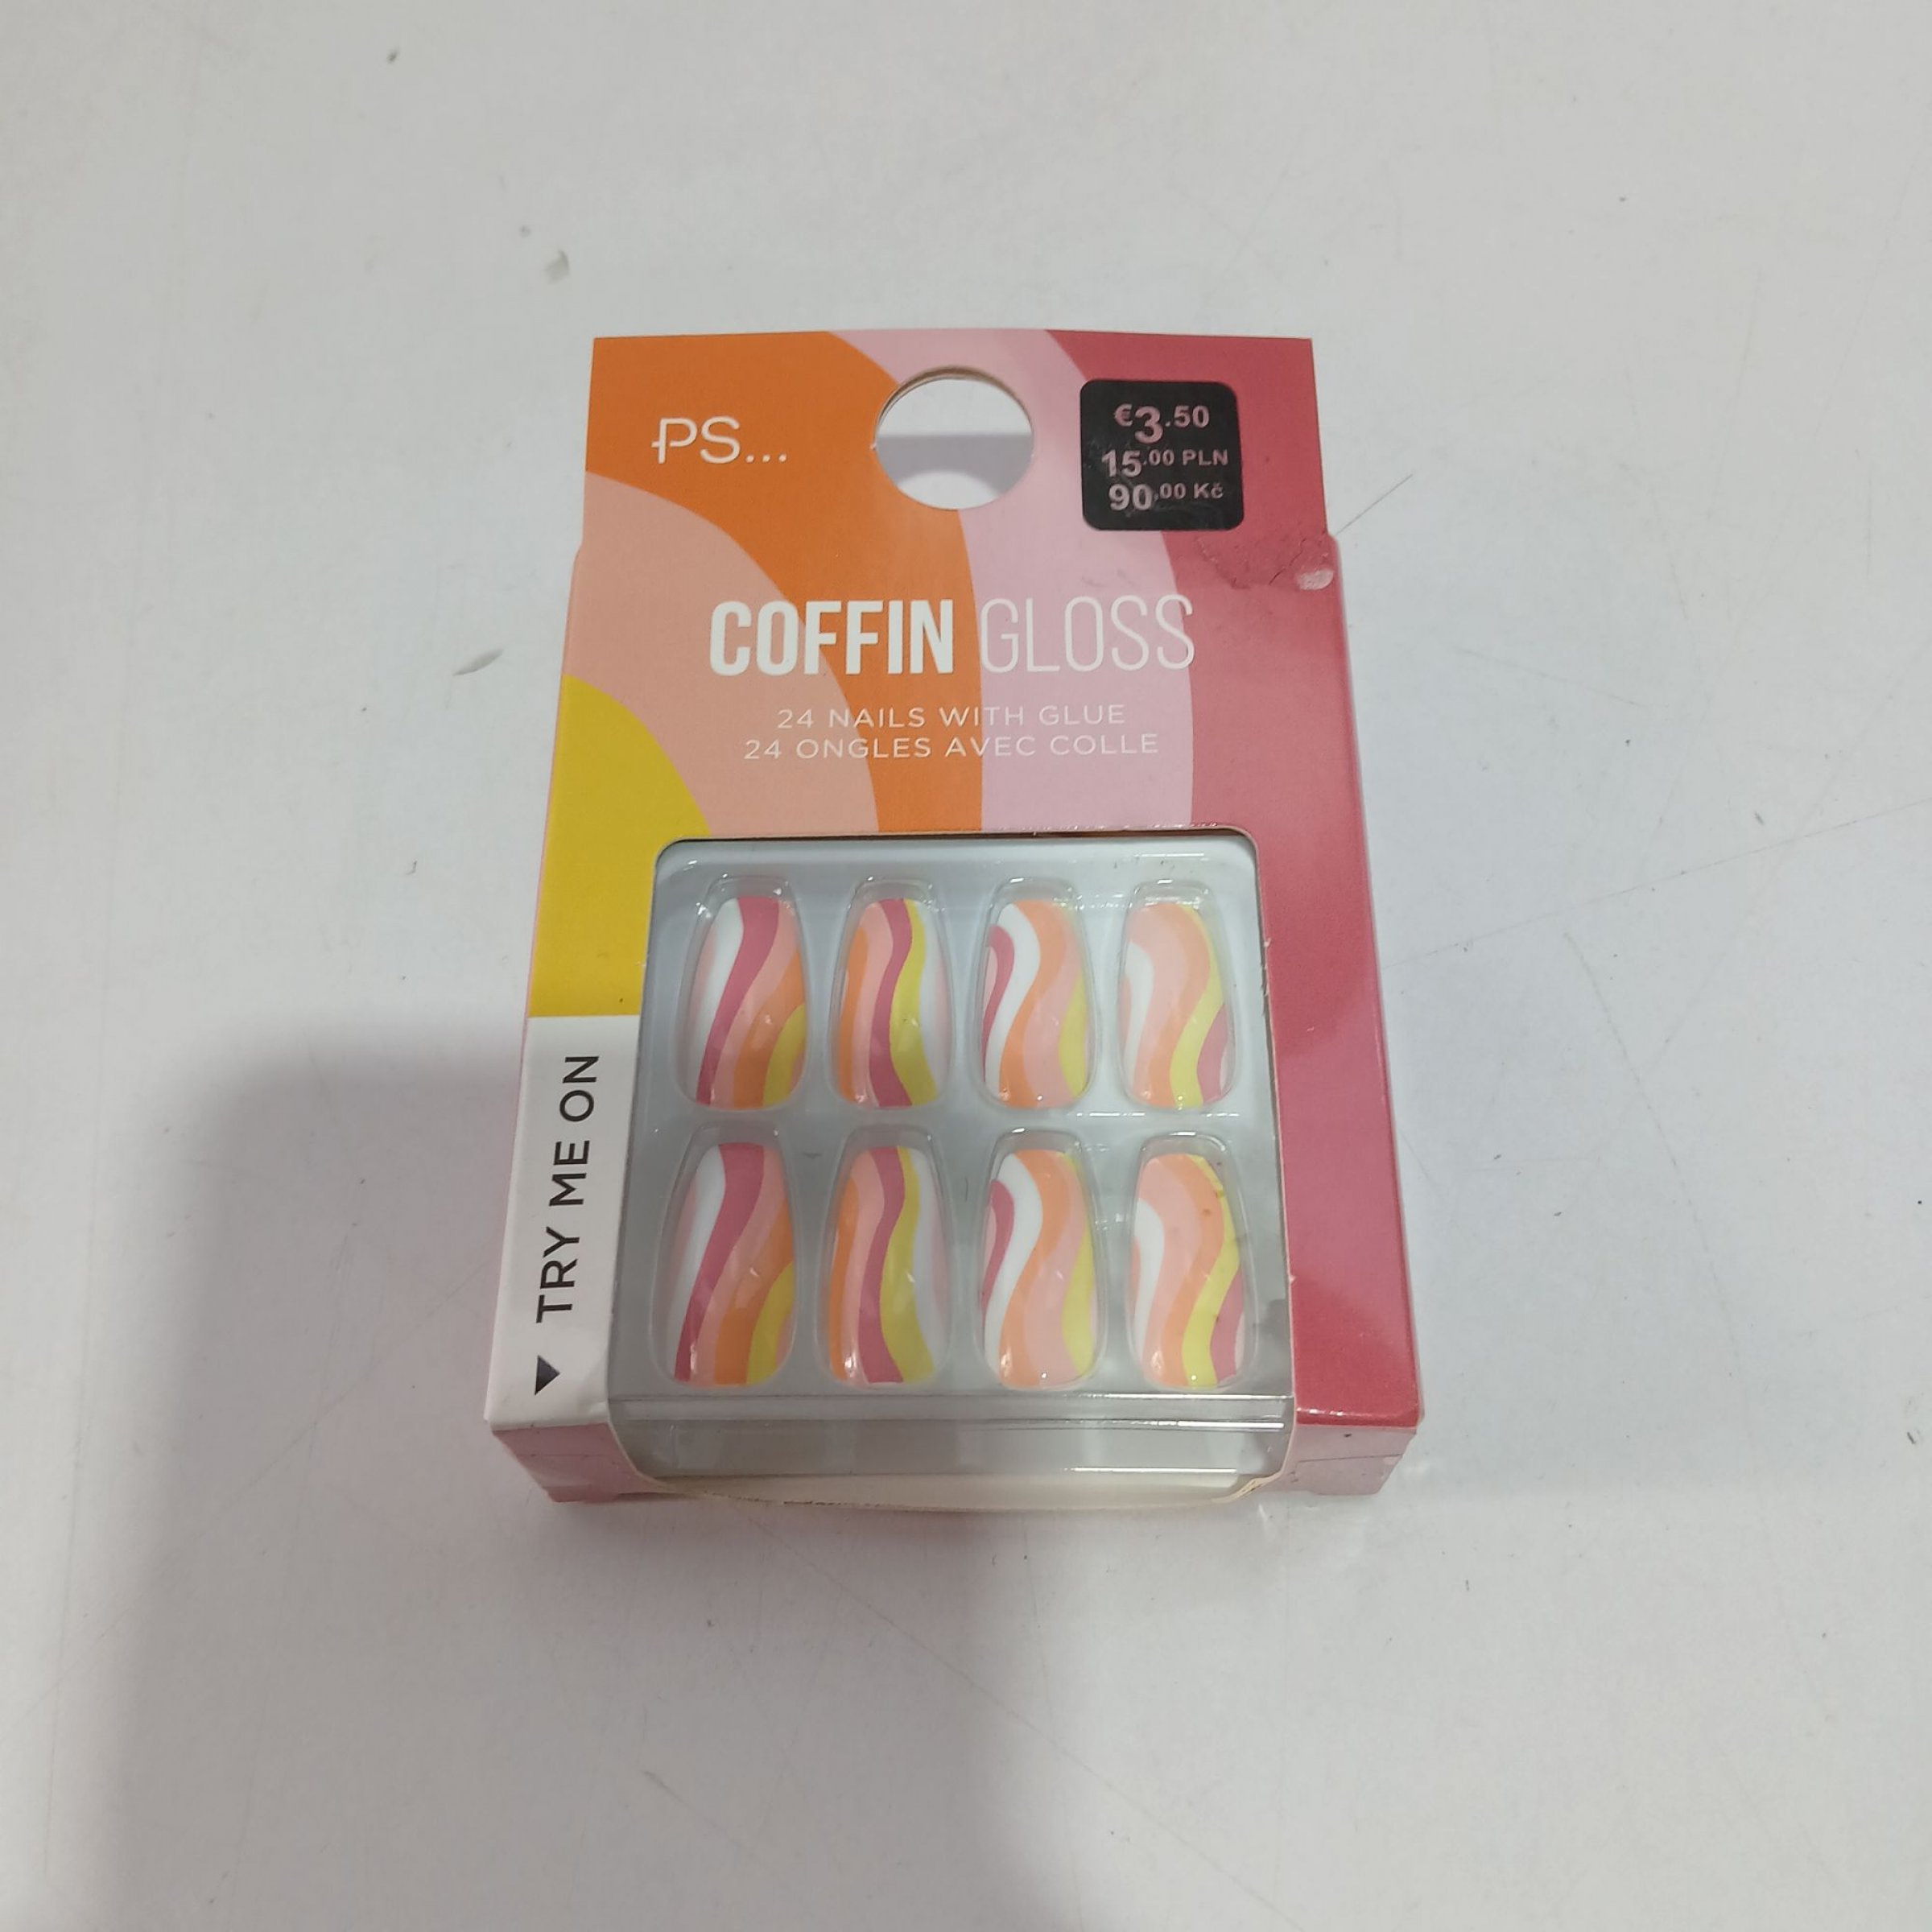 PS...
€3.50
15.00 PLN
90.00 Kč
COFFIN GLOSS
24 NAILS WITH GLUE
24 ONGLES AVEC COLLE
TRY ME ON